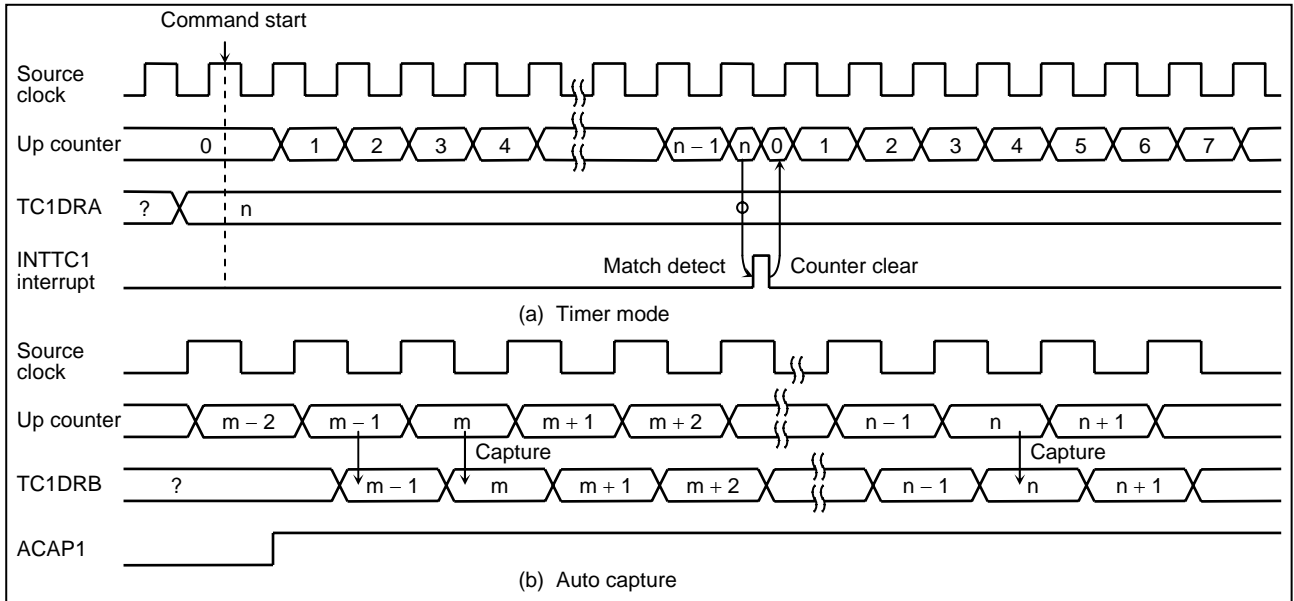 Command start
Source
clock
Up counter 0 1 2 3 4 n − 1 n 0 1 2 3 4 5 6 7
TC1DRA ? n
INTTC1
interrupt
Match detect Counter clear
(a) Timer mode
Source
clock
Up counter m − 2 m − 1 m m + 1 m + 2 n − 1 n n + 1
Capture Capture
TC1DRB ? m − 1 m m + 1 m + 2 n − 1 n n + 1
ACAP1
(b) Auto capture